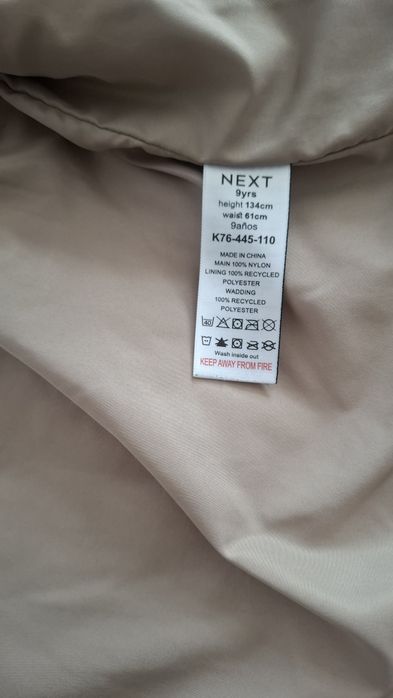 NEXT
9yrs
height 134cm
waist 61cm
9años
K76-445-110
MADE IN CHINA
MAIN 100% NYLON
LINING 100% RECYCLED
POLYESTER
WADDING
100% RECYCLED
POLYESTER
40
Wash inside out
KEEP AWAY FROM FIRE